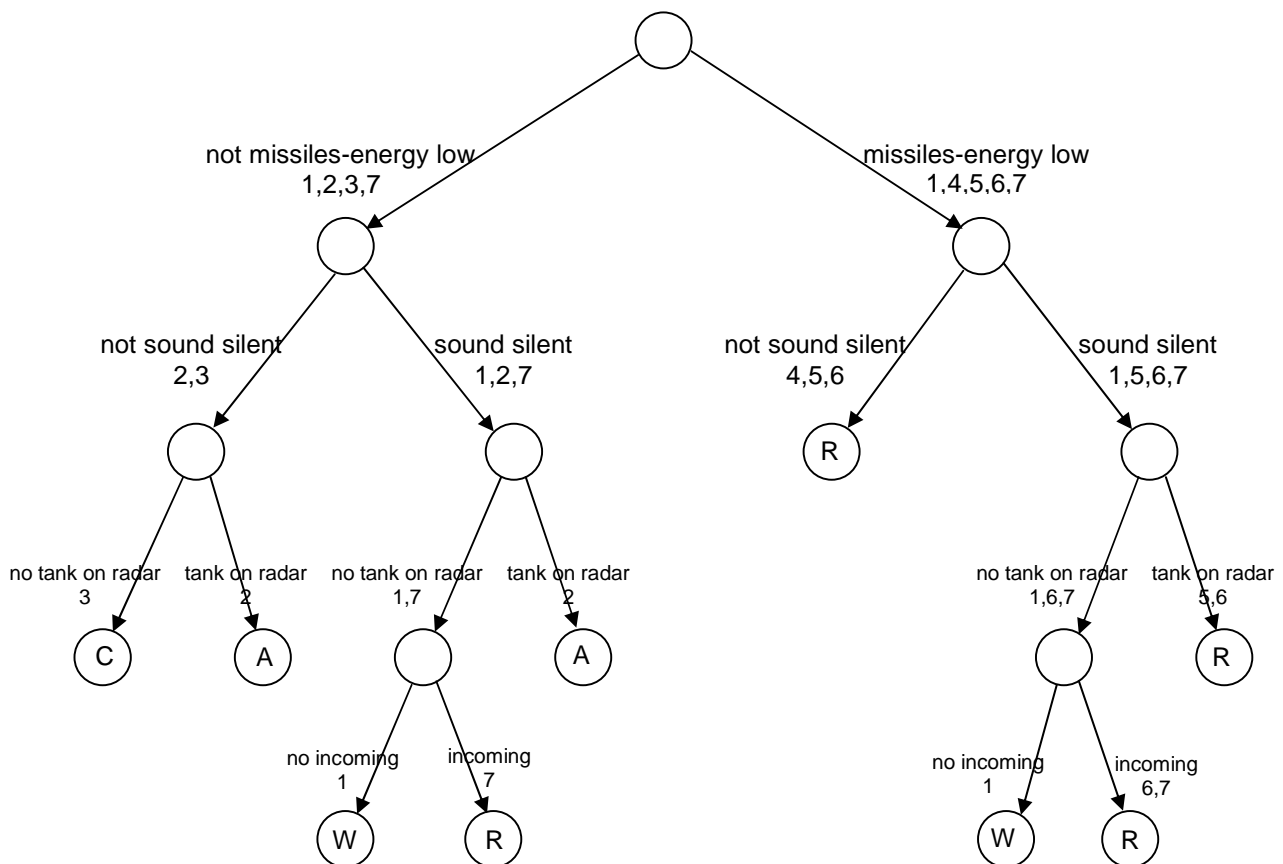 not missiles-energy low
1,2,3,7
missiles-energy low
1,4,5,6,7
not sound silent
2,3
sound silent
1,2,7
not sound silent
4,5,6
sound silent
1,5,6,7
R
no tank on radar
3
tank on radar
2
no tank on radar
1,7
tank on radar
2
no tank on radar
1,6,7
tank on radar
5,6
C
A
A
R
no incoming
1
incoming
7
no incoming
1
incoming
6,7
W
R
W
R